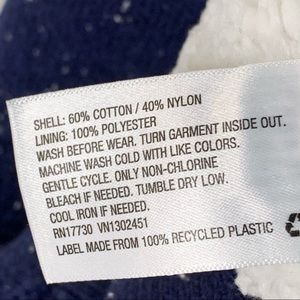 SHELL: 60% COTTON / 40% NYLON
LINING: 100% POLYESTER
WASH BEFORE WEAR. TURN GARMENT INSIDE OUT.
MACHINE WASH COLD WITH LIKE COLORS.
GENTLE CYCLE. ONLY NON-CHLORINE
BLEACH IF NEEDED. TUMBLE DRY LOW.
COOL IRON IF NEEDED.
RN17730 VN1302451
LABEL MADE FROM 100% RECYCLED PLASTIC